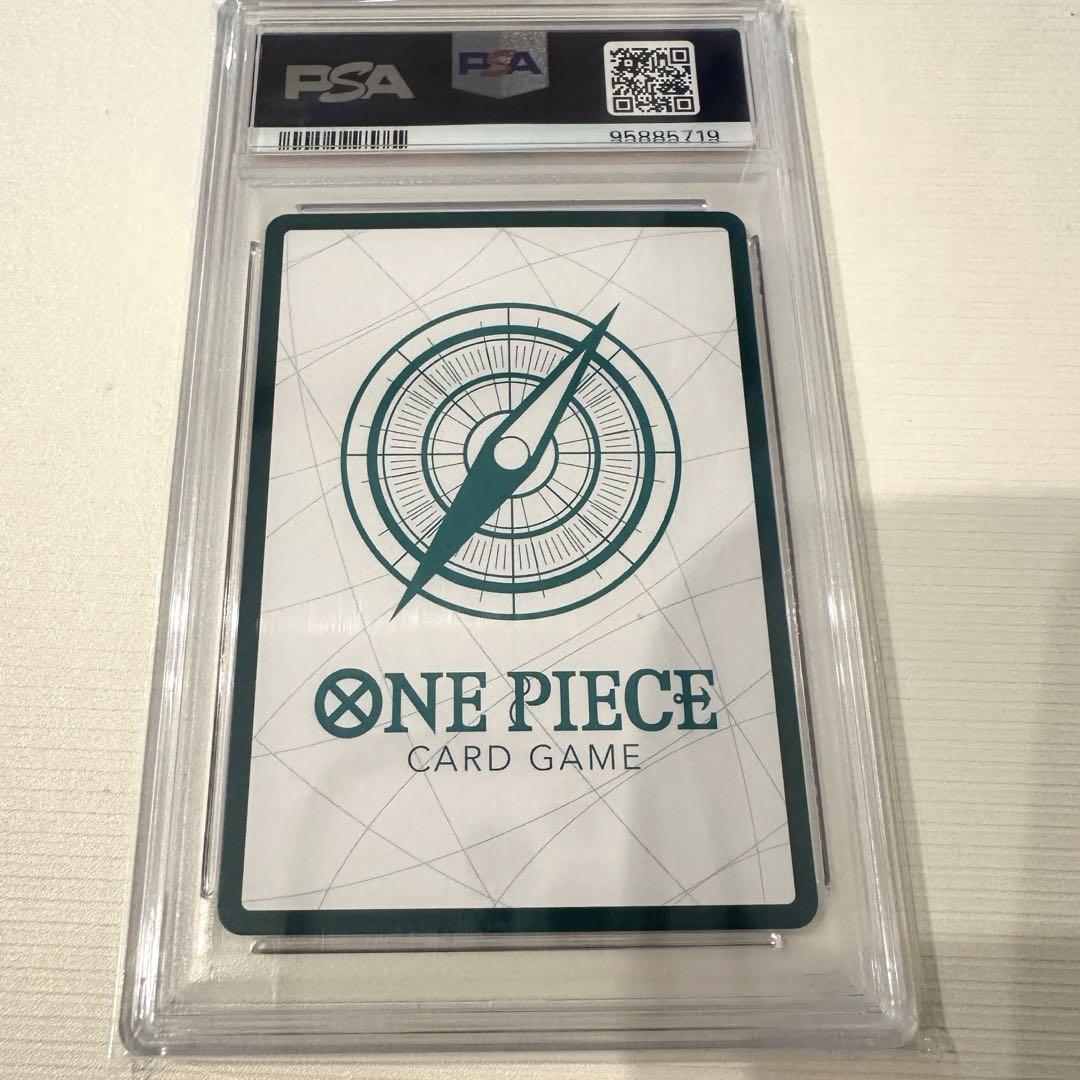 PSA
PSA
95885719
ONE PIECE
CARD GAME